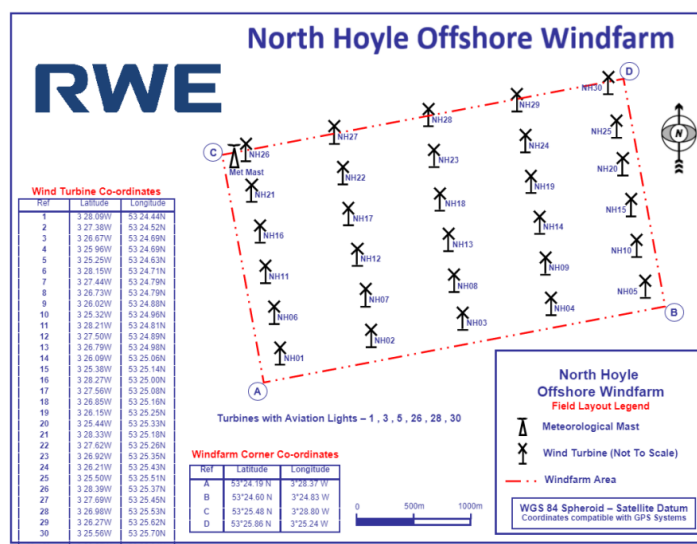 North Hoyle Offshore Windfarm
RWE
D
NH30
NH29
NH28
NH27
NH25
N
NH24
C
NH26
NH23
Met Mast
NH22
NH20
NH19
NH21
NH18
NH17
NH15
NH14
NH16
NH13
NH12
NH10
NH09
NH11
NH08
NH07
NH05
NH04
B
NH06
NH03
NH02
NH01
A
Wind Turbine Co-ordinates
Ref Latitude Longitude
1 3 28.09W 53 24.44N
2 3 27.38W 53 24.52N
3 3 26.67W 53 24.69N
4 3 25.96W 53 24.69N
5 3 25.25W 53 24.63N
6 3 28.15W 53 24.71N
7 3 27.44W 53 24.79N
8 3 26.73W 53 24.79N
9 3 26.02W 53 24.88N
10 3 25.32W 53 24.96N
11 3 28.21W 53 24.81N
12 3 27.50W 53 24.89N
13 3 26.79W 53 24.98N
14 3 26.09W 53 25.06N
15 3 25.38W 53 25.14N
16 3 28.27W 53 25.00N
17 3 27.56W 53 25.08N
18 3 26.85W 53 25.16N
19 3 26.15W 53 25.25N
20 3 25.44W 53 25.33N
21 3 28.33W 53 25.18N
22 3 27.62W 53 25.26N
23 3 26.92W 53 25.35N
24 3 26.21W 53 25.43N
25 3 25.50W 53 25.51N
26 3 28.39W 53 25.37N
27 3 27.69W 53 25.45N
28 3 26.98W 53 25.53N
29 3 26.27W 53 25.62N
30 3 25.56W 53 25.70N
Turbines with Aviation Lights – 1 , 3 , 5 , 26 , 28 , 30
Windfarm Corner Co-ordinates
Ref Latitude Longitude
A 53°24.19 N 3°28.37 W
B 53°24.60 N 3°24.83 W
C 53°25.48 N 3°28.80 W
D 53°25.86 N 3°25.24 W
0 500m 1000m
North Hoyle
Offshore Windfarm
Field Layout Legend
Meteorological Mast
Wind Turbine (Not To Scale)
Windfarm Area
WGS 84 Spheroid – Satellite Datum
Coordinates compatible with GPS Systems